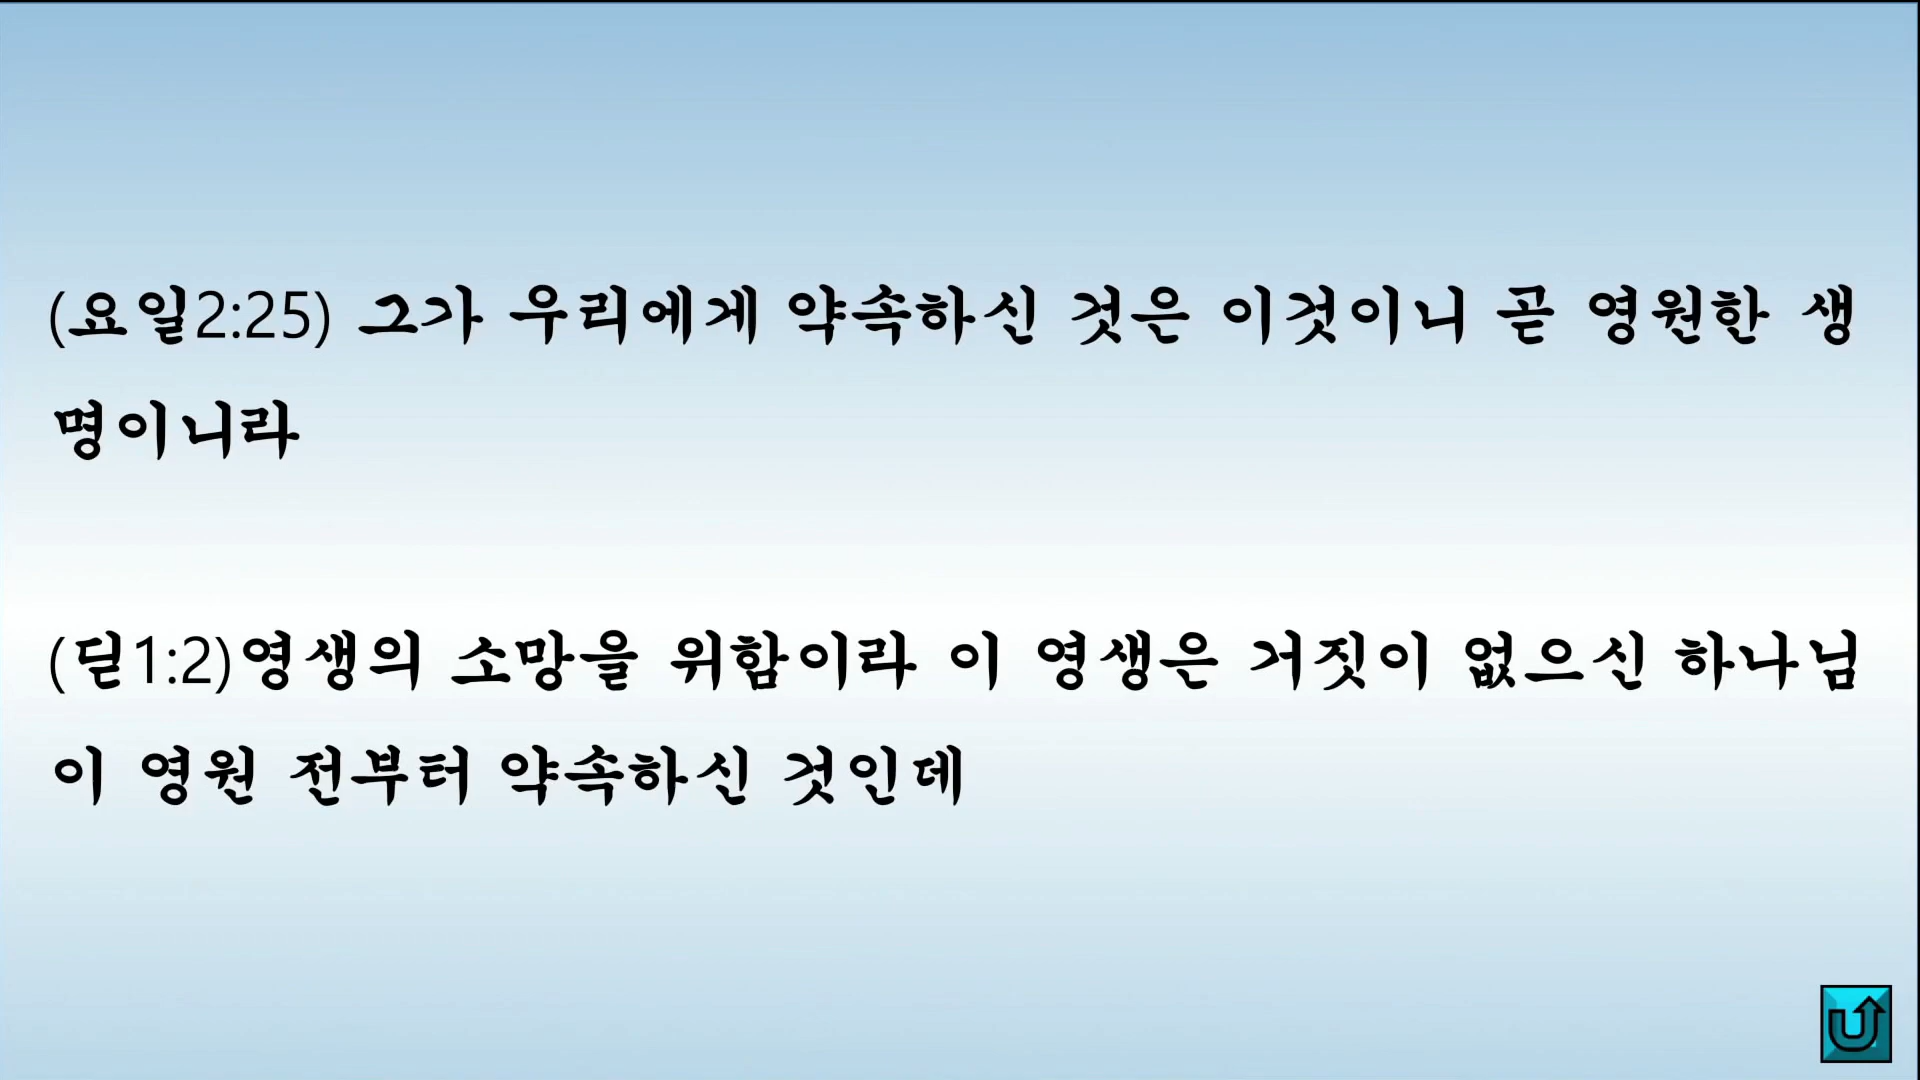 (요일2:25) 그가 우리에게 약속하신 것은 이것이니 곧 영원한 생
명이니라
(딛1:2)영생의 소망을 위함이라 이 영생은 거짓이 없으신 하나님
이 영원 전부터 약속하신 것인데